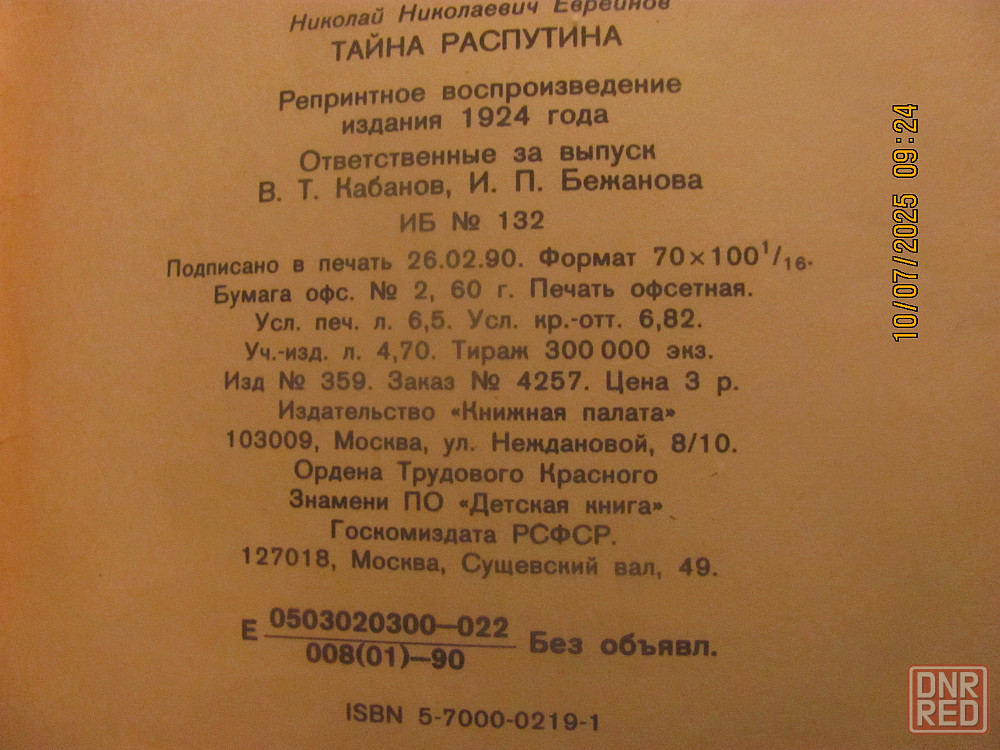 Николай Николаевич Евреинов
ТАЙНА РАСПУТИНА
Репринтное воспроизведение
издания 1924 года
Ответственные за выпуск
В. Т. Кабанов, И. П. Бежанова
ИБ № 132
Подписано в печать 26.02.90. Формат 70×100¹/₁₆.
Бумага офс. № 2, 60 г. Печать офсетная.
Усл. печ. л. 6,5. Усл. кр.-отт. 6,82.
Уч.-изд. л. 4,70. Тираж 300 000 экз.
Изд № 359. Заказ № 4257. Цена 3 р.
Издательство «Книжная палата»
103009, Москва, ул. Неждановой, 8/10.
Ордена Трудового Красного
Знамени ПО «Детская книга»
Госкомиздата РСФСР.
127018, Москва, Сущевский вал, 49.
Е 0503020300—022
008(01)—90 Без объявл.
ISBN 5-7000-0219-1
10/07/2025 09:24
DNR
RED